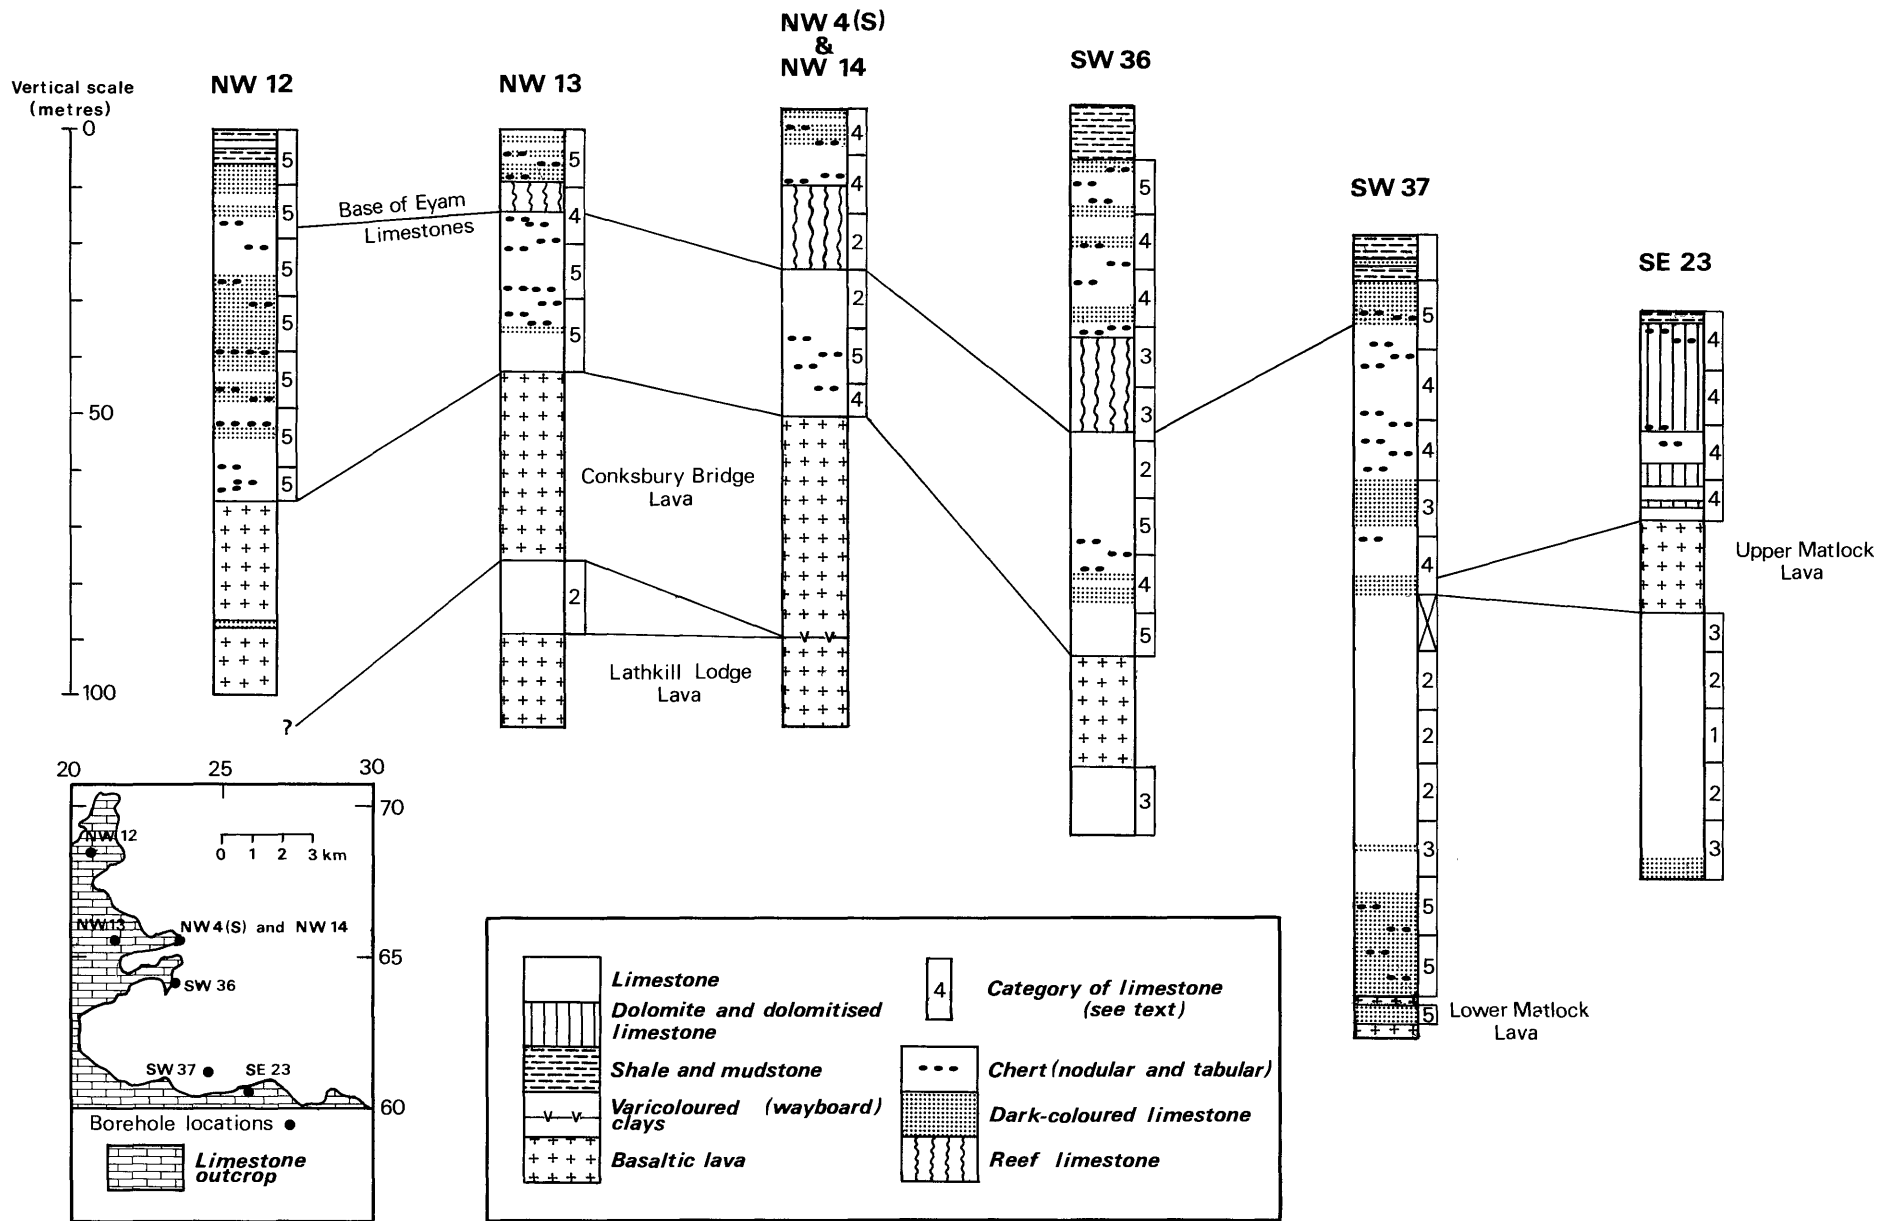 NW 4(S)
&
NW 14
SW 36
NW 12
NW 13
Vertical scale
(metres)
0
50
100
SW 37
SE 23
5
5
5
5
5
5
5
?
Base of Eyam
Limestones
5
4
5
5
2
Conksbury Bridge
Lava
Lathkill Lodge
Lava
4
4
2
2
5
4
5
4
4
3
3
2
5
4
5
3
5
4
4
3
4
2
2
2
3
5
5
5
Lower Matlock
Lava
4
4
4
4
3
2
1
2
3
Upper Matlock
Lava
20 25 30
70
65
60
NW 12
0 1 2 3 km
NW 13
NW 4(S) and NW 14
SW 36
SW 37
SE 23
Borehole locations
Limestone
outcrop
Limestone
Dolomite and dolomitised
limestone
Shale and mudstone
V V
Varicoloured (wayboard)
clays
Basaltic lava
4
Category of limestone
(see text)
Chert (nodular and tabular)
Dark-coloured limestone
Reef limestone